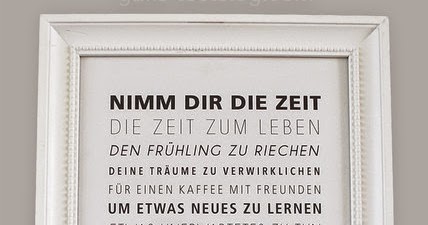 NIMM DIR DIE ZEIT
DIE ZEIT ZUM LEBEN
DEN FRÜHLING ZU RIECHEN
DEINE TRÄUME ZU VERWIRKLICHEN
FÜR EINEN KAFFEE MIT FREUNDEN
UM ETWAS NEUES ZU LERNEN